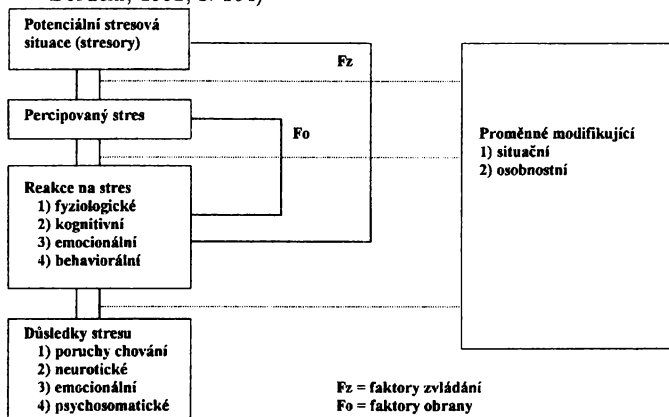 Potenciální stresová
situace (stresory)
Fz
Percipovaný stres
Fo
Proměnné modifikující
1) situační
2) osobnostní
Reakce na stres
1) fyziologické
2) kognitivní
3) emocionální
4) behaviorální
Důsledky stresu
1) poruchy chování
2) neurotické
3) emocionální
4) psychosomatické
Fz = faktory zvládání
Fo = faktory obrany